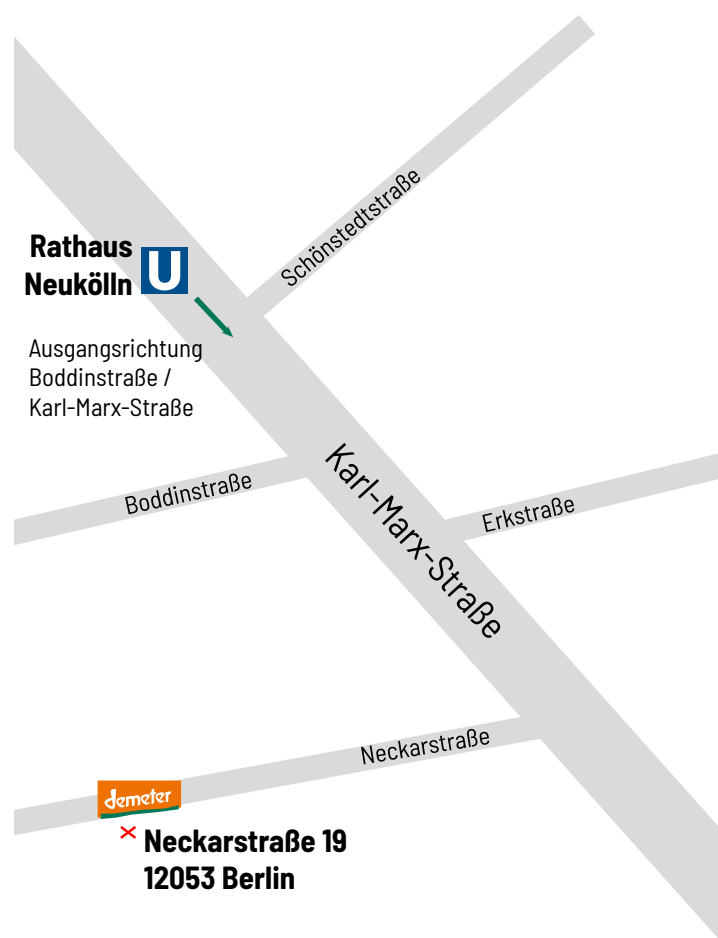 Schönstedtstraße
Rathaus
Neukölln
U
Ausgangsrichtung
Boddinstraße /
Karl-Marx-Straße
Boddinstraße
Karl-Marx-Straße
Erkstraße
Neckarstraße
demeter
Neckarstraße 19
12053 Berlin